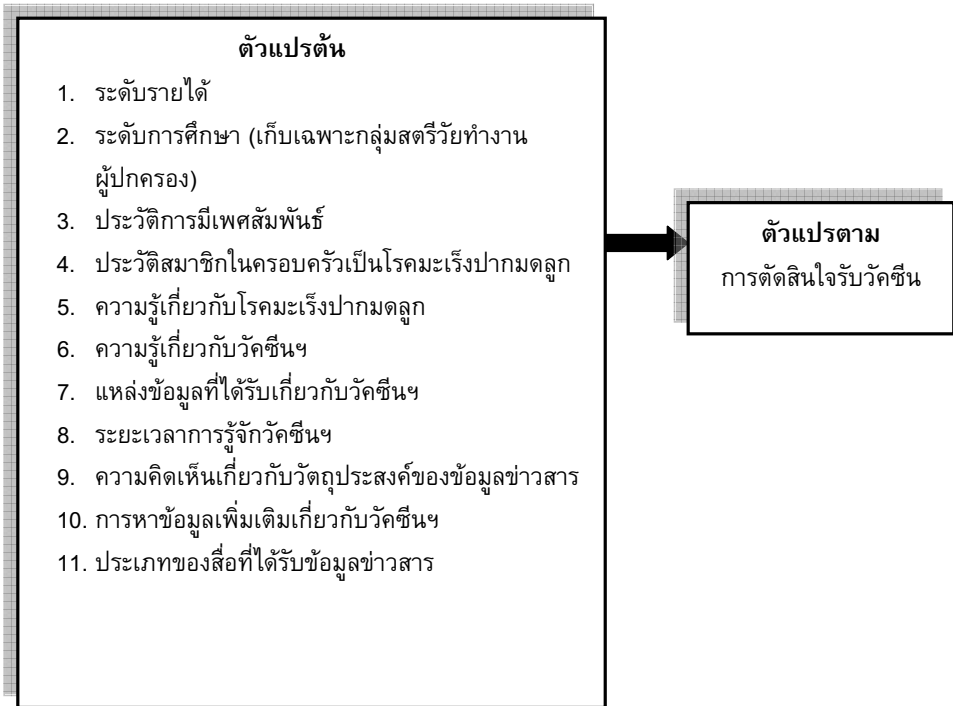 ตัวแปรต้น
1. ระดับรายได้
2. ระดับการศึกษา (เก็บเฉพาะกลุ่มสตรีวัยทำงาน
ผู้ปกครอง)
3. ประวัติการมีเพศสัมพันธ์
4. ประวัติสมาชิกในครอบครัวเป็นโรคมะเร็งปากมดลูก
5. ความรู้เกี่ยวกับโรคมะเร็งปากมดลูก
6. ความรู้เกี่ยวกับวัคซีนฯ
7. แหล่งข้อมูลที่ได้รับเกี่ยวกับวัคซีนฯ
8. ระยะเวลาการรู้จักวัคซีนฯ
9. ความคิดเห็นเกี่ยวกับวัตถุประสงค์ของข้อมูลข่าวสาร
10. การหาข้อมูลเพิ่มเติมเกี่ยวกับวัคซีนฯ
11. ประเภทของสื่อที่ได้รับข้อมูลข่าวสาร
ตัวแปรตาม
การตัดสินใจรับวัคซีน